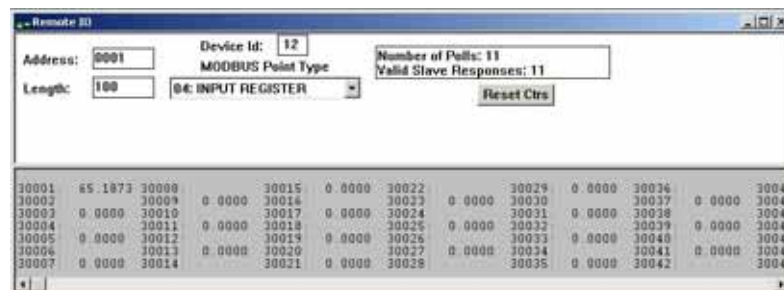 Remote IO
Address: 0001
Device Id: 12
MODBUS Point Type
Number of Polls: 11
Valid Slave Responses: 11
Length: 100
04: INPUT REGISTER
Reset Ctrs
30001: 65.1873 30008: 30015: 0.0000 30022: 30029: 0.0000 30036:
30002: 30009: 0.0000 30016: 30023: 0.0000 30030: 30037: 0.0000
30003: 0.0000 30010: 30017: 0.0000 30024: 30031: 0.0000 30038:
30004: 30011: 0.0000 30018: 30025: 0.0000 30032: 30039: 0.0000
30005: 0.0000 30012: 30019: 0.0000 30026: 30033: 0.0000 30040:
30006: 30013: 0.0000 30020: 30027: 0.0000 30034: 30041: 0.0000
30007: 0.0000 30014: 30021: 0.0000 30028: 30035: 0.0000 30042: